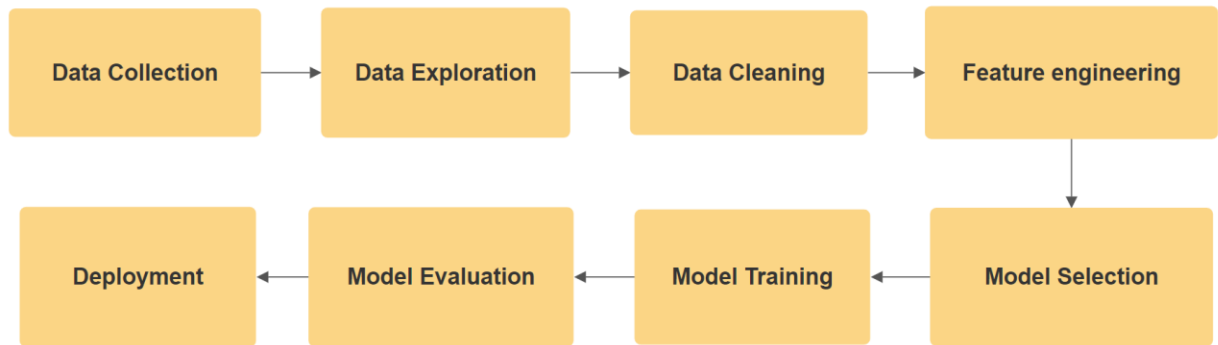 Data Collection
Data Exploration
Data Cleaning
Feature engineering
Model Selection
Model Training
Model Evaluation
Deployment